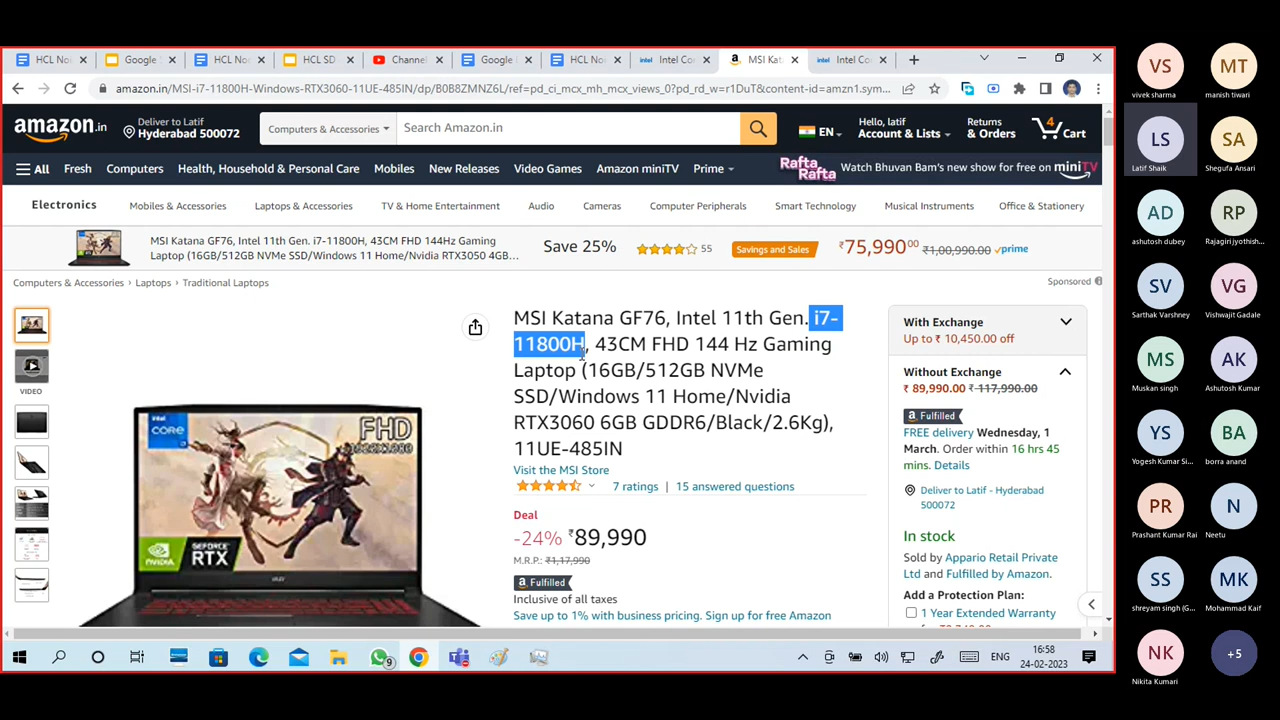 HCL No
Google
HCL No
HCL SD
Channel
Google
HCL No
Intel Co
MSI Kat
Intel Co
amazon.in/MSI-i7-11800H-Windows-RTX3060-11UE-485IN/dp/B0B8ZMNZ6L/ref=pd_ci_mcx_mh_mcx_views_0?pd_rd_w=r1DuT&content-id=amzn1.sym...
amazon.in
Deliver to Latif
Hyderabad 500072
Computers & Accessories
Search Amazon.in
EN
Hello, latif
Account & Lists
Returns
& Orders
4
Cart
All
Fresh
Computers
Health, Household & Personal Care
Mobiles
New Releases
Video Games
Amazon miniTV
Prime
Rafta
Rafta
Watch Bhuvan Bam's new show for free on miniTV
Electronics
Mobiles & Accessories
Laptops & Accessories
TV & Home Entertainment
Audio
Cameras
Computer Peripherals
Smart Technology
Musical Instruments
Office & Stationery
MSI Katana GF76, Intel 11th Gen. i7-11800H, 43CM FHD 144Hz Gaming
Laptop (16GB/512GB NVMe SSD/Windows 11 Home/Nvidia RTX3050 4GB...
Save 25%
55
Savings and Sales
₹75,990.00
₹1,00,990.00
prime
Computers & Accessories › Laptops › Traditional Laptops
Sponsored
VIDEO
intel
CORE
FHD
1920X1080
NVIDIA
GEFORCE
RTX
msi
MSI Katana GF76, Intel 11th Gen. i7-
11800H, 43CM FHD 144 Hz Gaming
Laptop (16GB/512GB NVMe
SSD/Windows 11 Home/Nvidia
RTX3060 6GB GDDR6/Black/2.6Kg),
11UE-485IN
Visit the MSI Store
7 ratings | 15 answered questions
Deal
-24% ₹89,990
M.R.P.: ₹1,17,990
a Fulfilled
Inclusive of all taxes
Save up to 1% with business pricing. Sign up for free Amazon
With Exchange
Up to ₹ 10,450.00 off
Without Exchange
₹ 89,990.00 ₹ 117,990.00
a Fulfilled
FREE delivery Wednesday, 1
March. Order within 16 hrs 45
mins. Details
Deliver to Latif - Hyderabad
500072
In stock
Sold by Appario Retail Private
Ltd and Fulfilled by Amazon.
Add a Protection Plan:
1 Year Extended Warranty
9
ENG
16:58
24-02-2023
VS
vivek sharma
MT
manish tiwari
LS
Latif Shaik
SA
Shegufa Ansari
AD
ashutosh dubey
RP
Rajagiri jyothish...
SV
Sarthak Varshney
VG
Vishwajit Gadale
MS
Muskan singh
AK
Ashutosh Kumar
YS
Yogesh Kumar Si...
BA
borra anand
PR
Prashant Kumar Rai
N
Neetu
SS
shreyam singh (G...
MK
Mohammad Kaif
NK
Nikita Kumari
+5